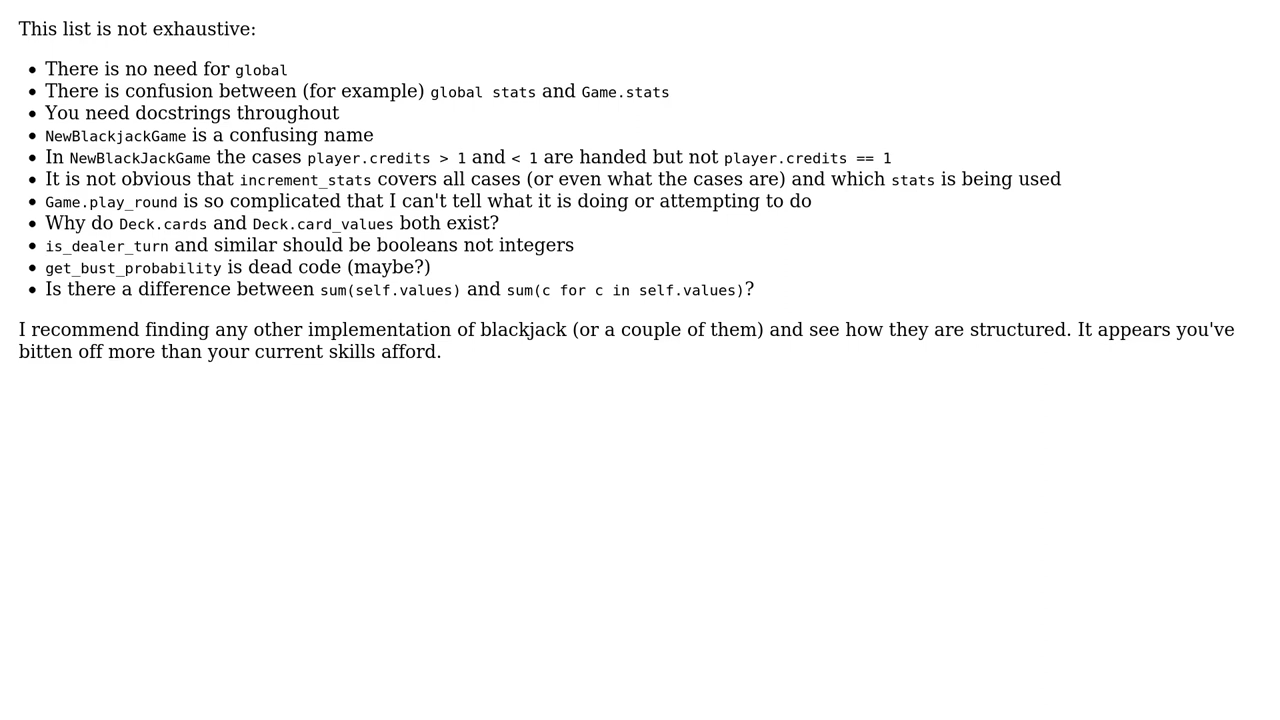 This list is not exhaustive:
• There is no need for global
• There is confusion between (for example) global stats and Game.stats
• You need docstrings throughout
• NewBlackjackGame is a confusing name
• In NewBlackJackGame the cases player.credits > 1 and < 1 are handed but not player.credits == 1
• It is not obvious that increment_stats covers all cases (or even what the cases are) and which stats is being used
• Game.play_round is so complicated that I can't tell what it is doing or attempting to do
• Why do Deck.cards and Deck.card_values both exist?
• is_dealer_turn and similar should be booleans not integers
• get_bust_probability is dead code (maybe?)
• Is there a difference between sum(self.values) and sum(c for c in self.values)?
I recommend finding any other implementation of blackjack (or a couple of them) and see how they are structured. It appears you've
bitten off more than your current skills afford.